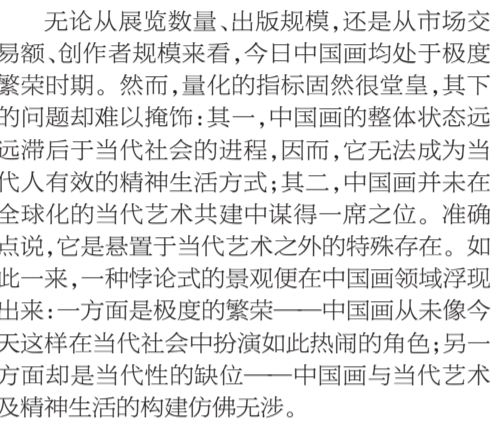 无论从展览数量、出版规模，还是从市场交
易额、创作者规模来看，今日中国画均处于极度
繁荣时期。然而，量化的指标固然很堂皇，其下
的问题却难以掩饰：其一，中国画的整体状态远
远滞后于当代社会的进程，因而，它无法成为当
代人有效的精神生活方式；其二，中国画并未在
全球化的当代艺术共建中谋得一席之位。准确
点说，它是悬置于当代艺术之外的特殊存在。如
此一来，一种悖论式的景观便在中国画领域浮现
出来：一方面是极度的繁荣——中国画从未像今
天这样在当代社会中扮演如此热闹的角色；另一
方面却是当代性的缺位——中国画与当代艺术
及精神生活的构建仿佛无涉。